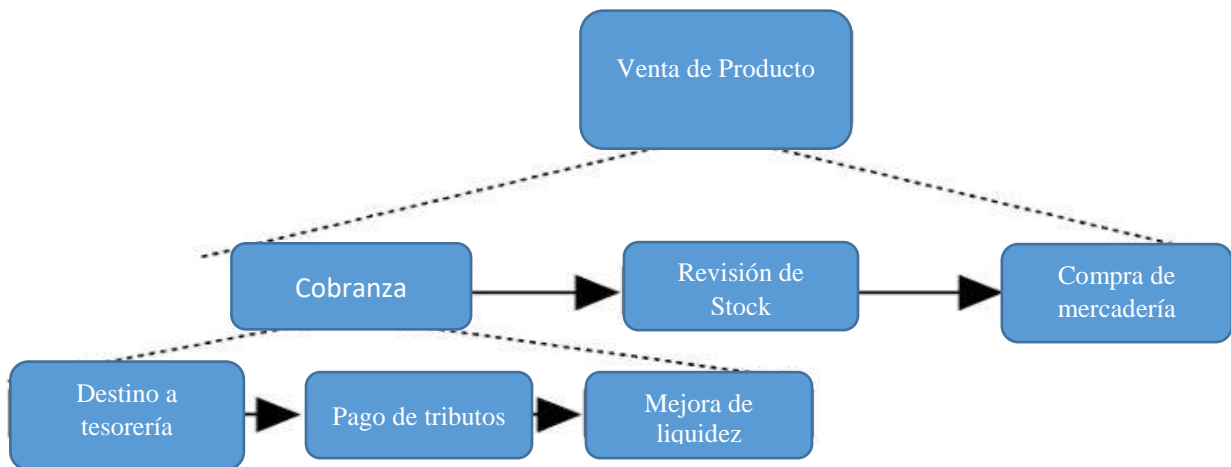 Venta de Producto
Cobranza
Revisión de
Stock
Compra de
mercadería
Destino a
tesorería
Pago de tributos
Mejora de
liquidez